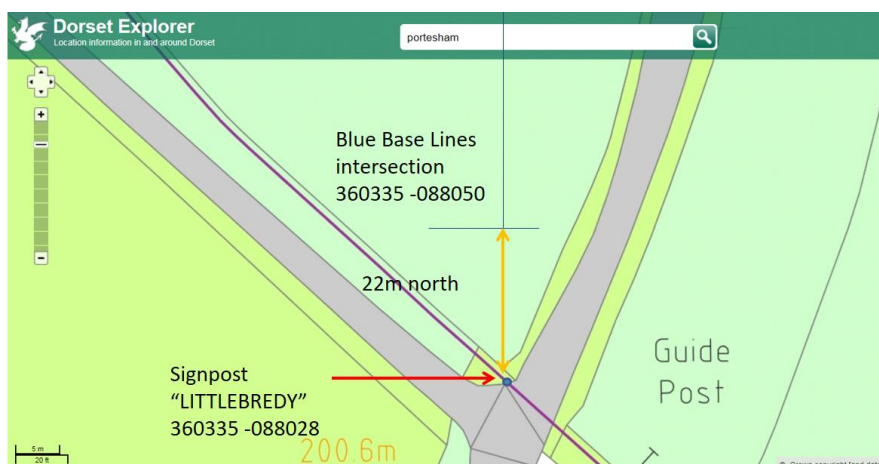 Dorset Explorer
Location information in and around Dorset
portesham
Blue Base Lines
intersection
360335 -088050
22m north
Signpost
“LITTLEBREDY”
360335 -088028
Guide
Post
200.6m
5 m
20 ft